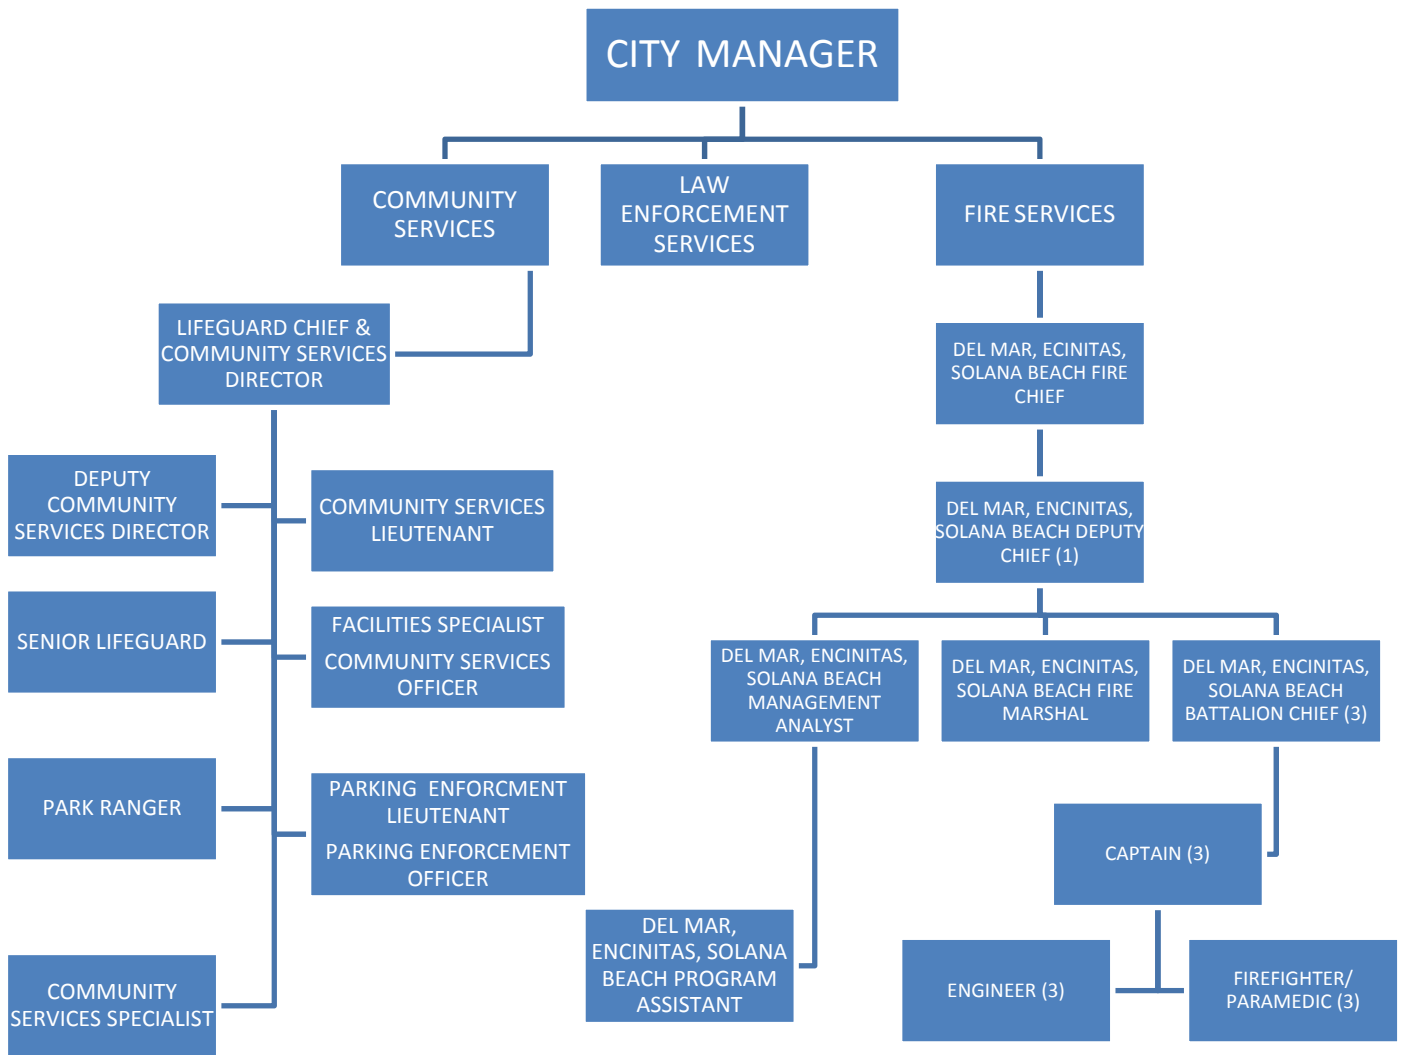 CITY MANAGER
COMMUNITY
SERVICES
LAW
ENFORCEMENT
SERVICES
FIRE SERVICES
LIFEGUARD CHIEF &
COMMUNITY SERVICES
DIRECTOR
DEL MAR, ECINITAS,
SOLANA BEACH FIRE
CHIEF
DEPUTY
COMMUNITY
SERVICES DIRECTOR
COMMUNITY SERVICES
LIEUTENANT
DEL MAR, ENCINITAS,
SOLANA BEACH DEPUTY
CHIEF (1)
SENIOR LIFEGUARD
FACILITIES SPECIALIST
COMMUNITY SERVICES
OFFICER
DEL MAR, ENCINITAS,
SOLANA BEACH
MANAGEMENT
ANALYST
DEL MAR, ENCINITAS,
SOLANA BEACH FIRE
MARSHAL
DEL MAR, ENCINITAS,
SOLANA BEACH
BATTALION CHIEF (3)
PARK RANGER
PARKING ENFORCMENT
LIEUTENANT
PARKING ENFORCEMENT
OFFICER
CAPTAIN (3)
COMMUNITY
SERVICES SPECIALIST
DEL MAR,
ENCINITAS, SOLANA
BEACH PROGRAM
ASSISTANT
ENGINEER (3)
FIREFIGHTER/
PARAMEDIC (3)